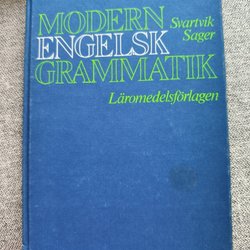 MODERN
Svartvik
ENGELSK
Sager
GRAMMATIK
Läromedelsförlagen